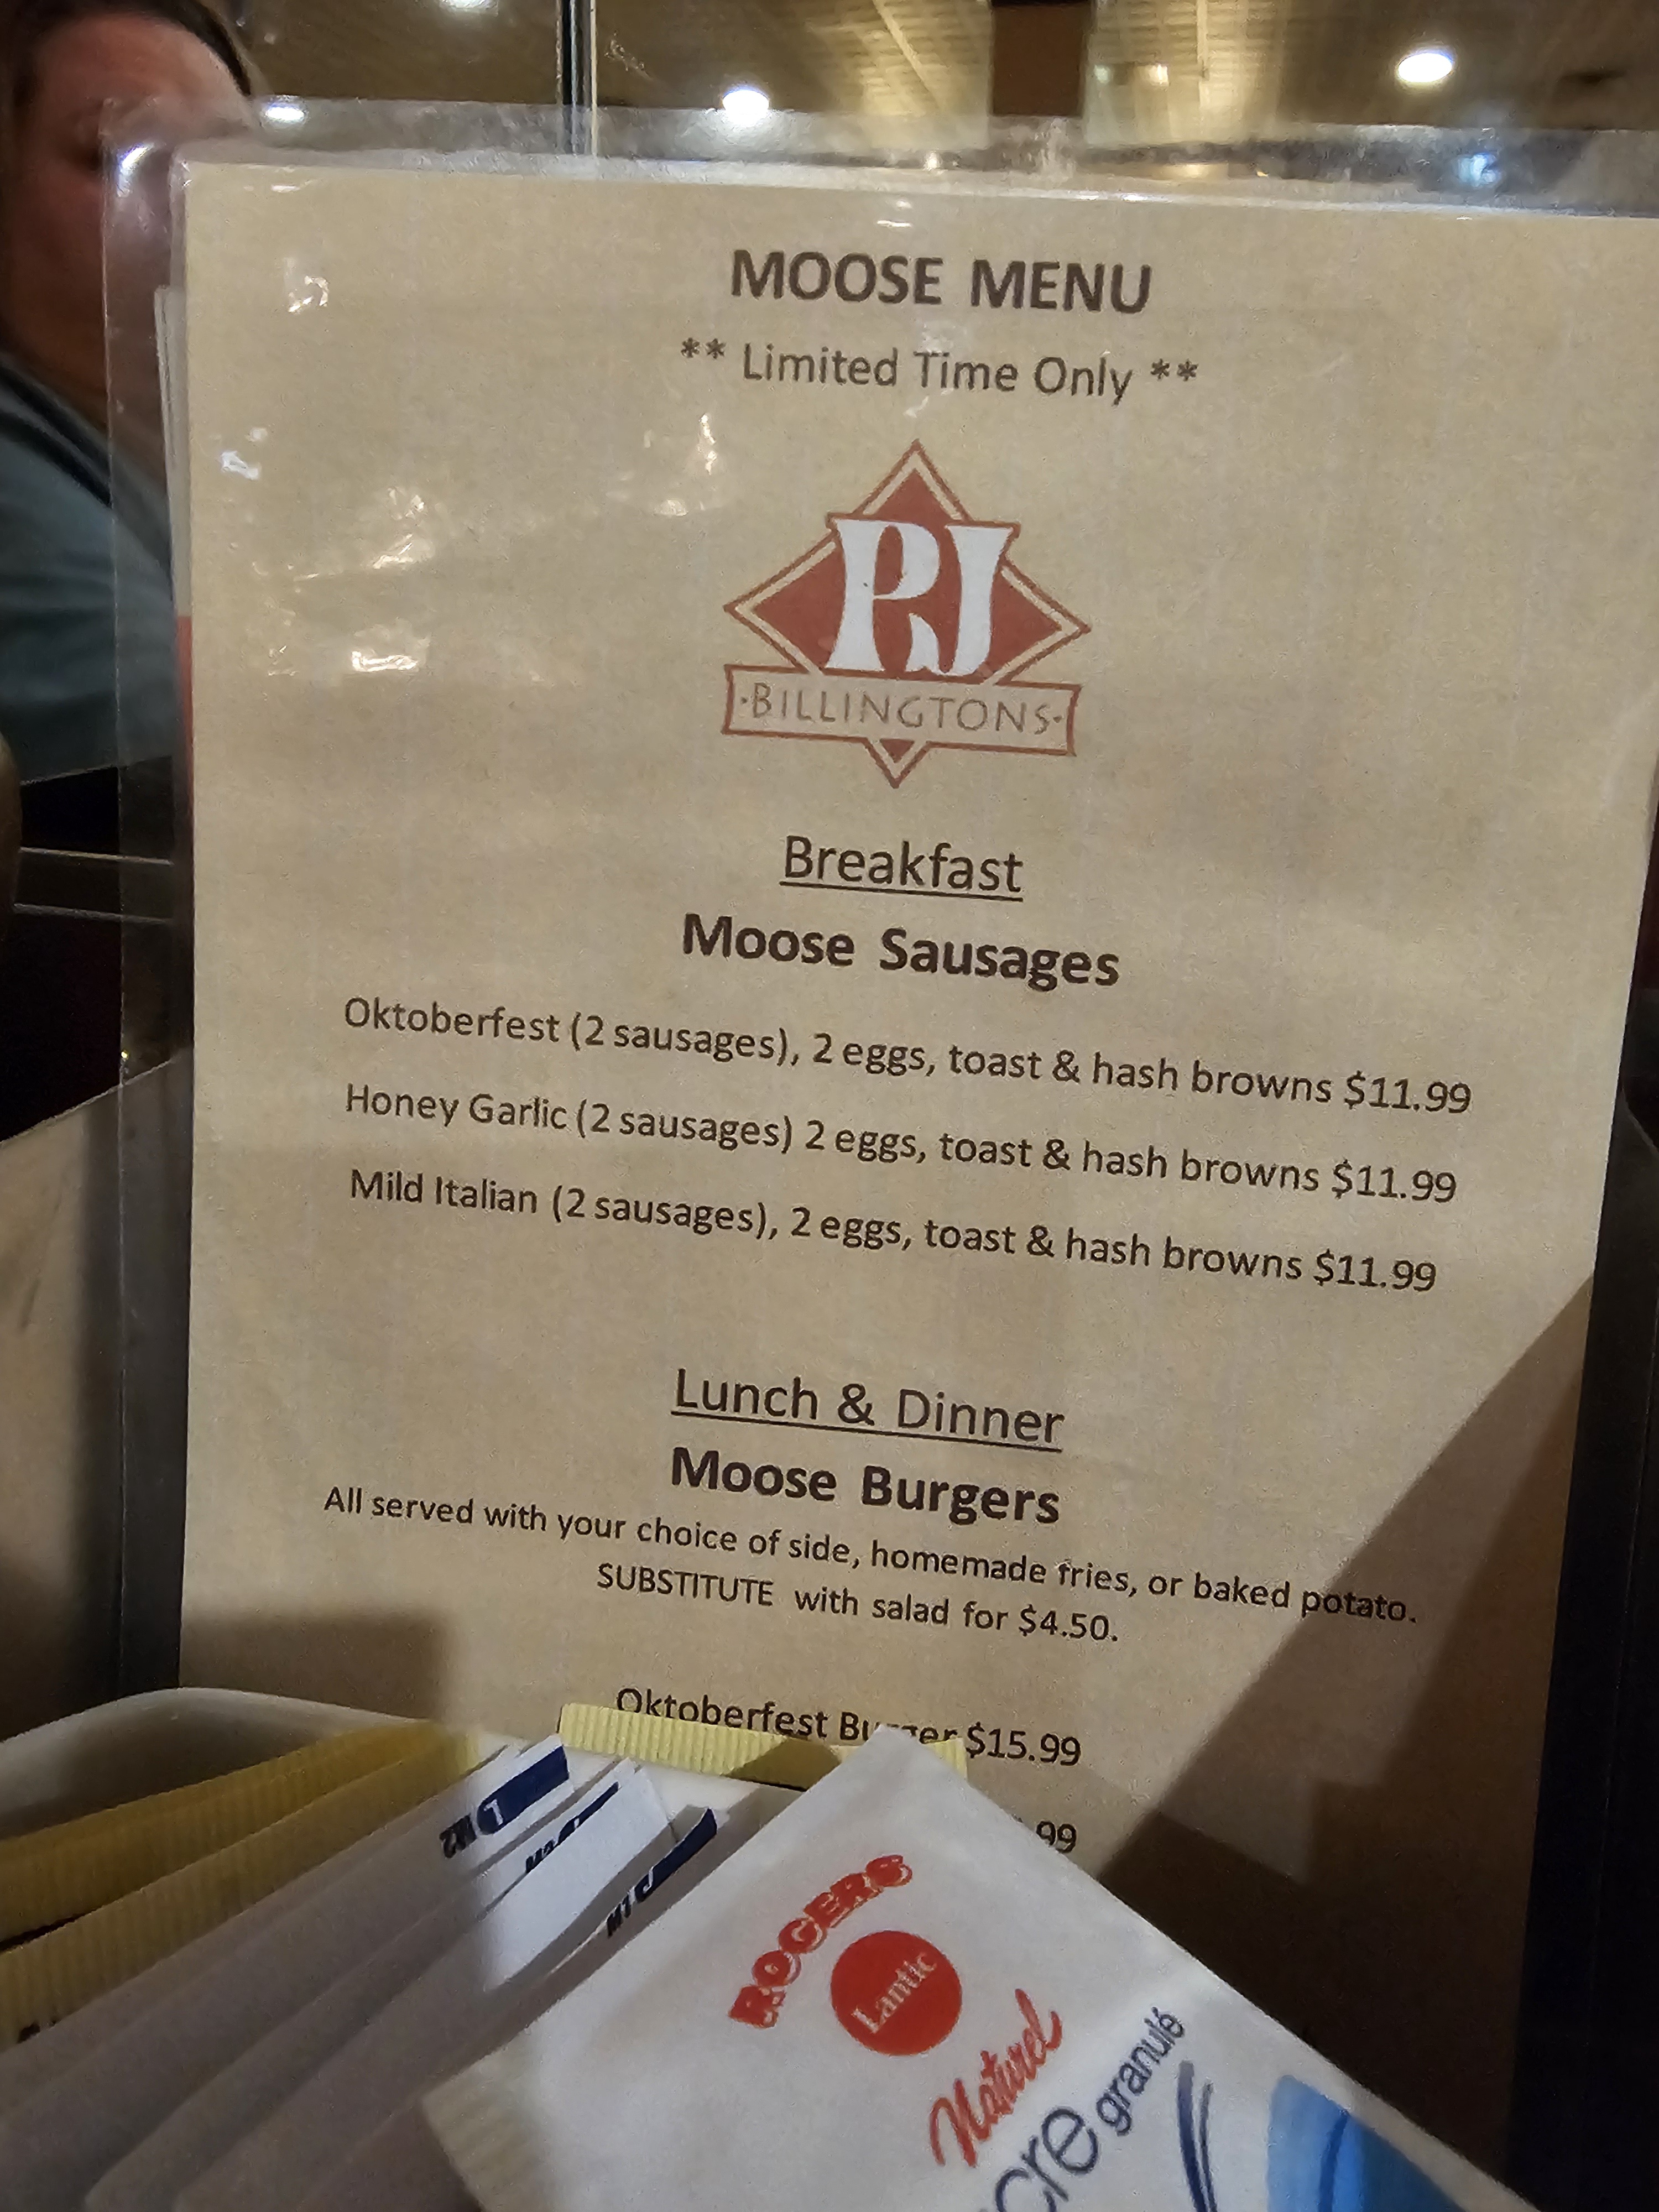 MOOSE MENU
** Limited Time Only **
PJ
·BILLINGTONS·
Breakfast
Moose Sausages
Oktoberfest (2 sausages), 2 eggs, toast & hash browns $11.99
Honey Garlic (2 sausages) 2 eggs, toast & hash browns $11.99
Mild Italian (2 sausages), 2 eggs, toast & hash browns $11.99
Lunch & Dinner
Moose Burgers
All served with your choice of side, homemade fries, or baked potato.
SUBSTITUTE with salad for $4.50.
Oktoberfest Burger $15.99
.99
ROGERS
Lantic
Naturel
cre granulé